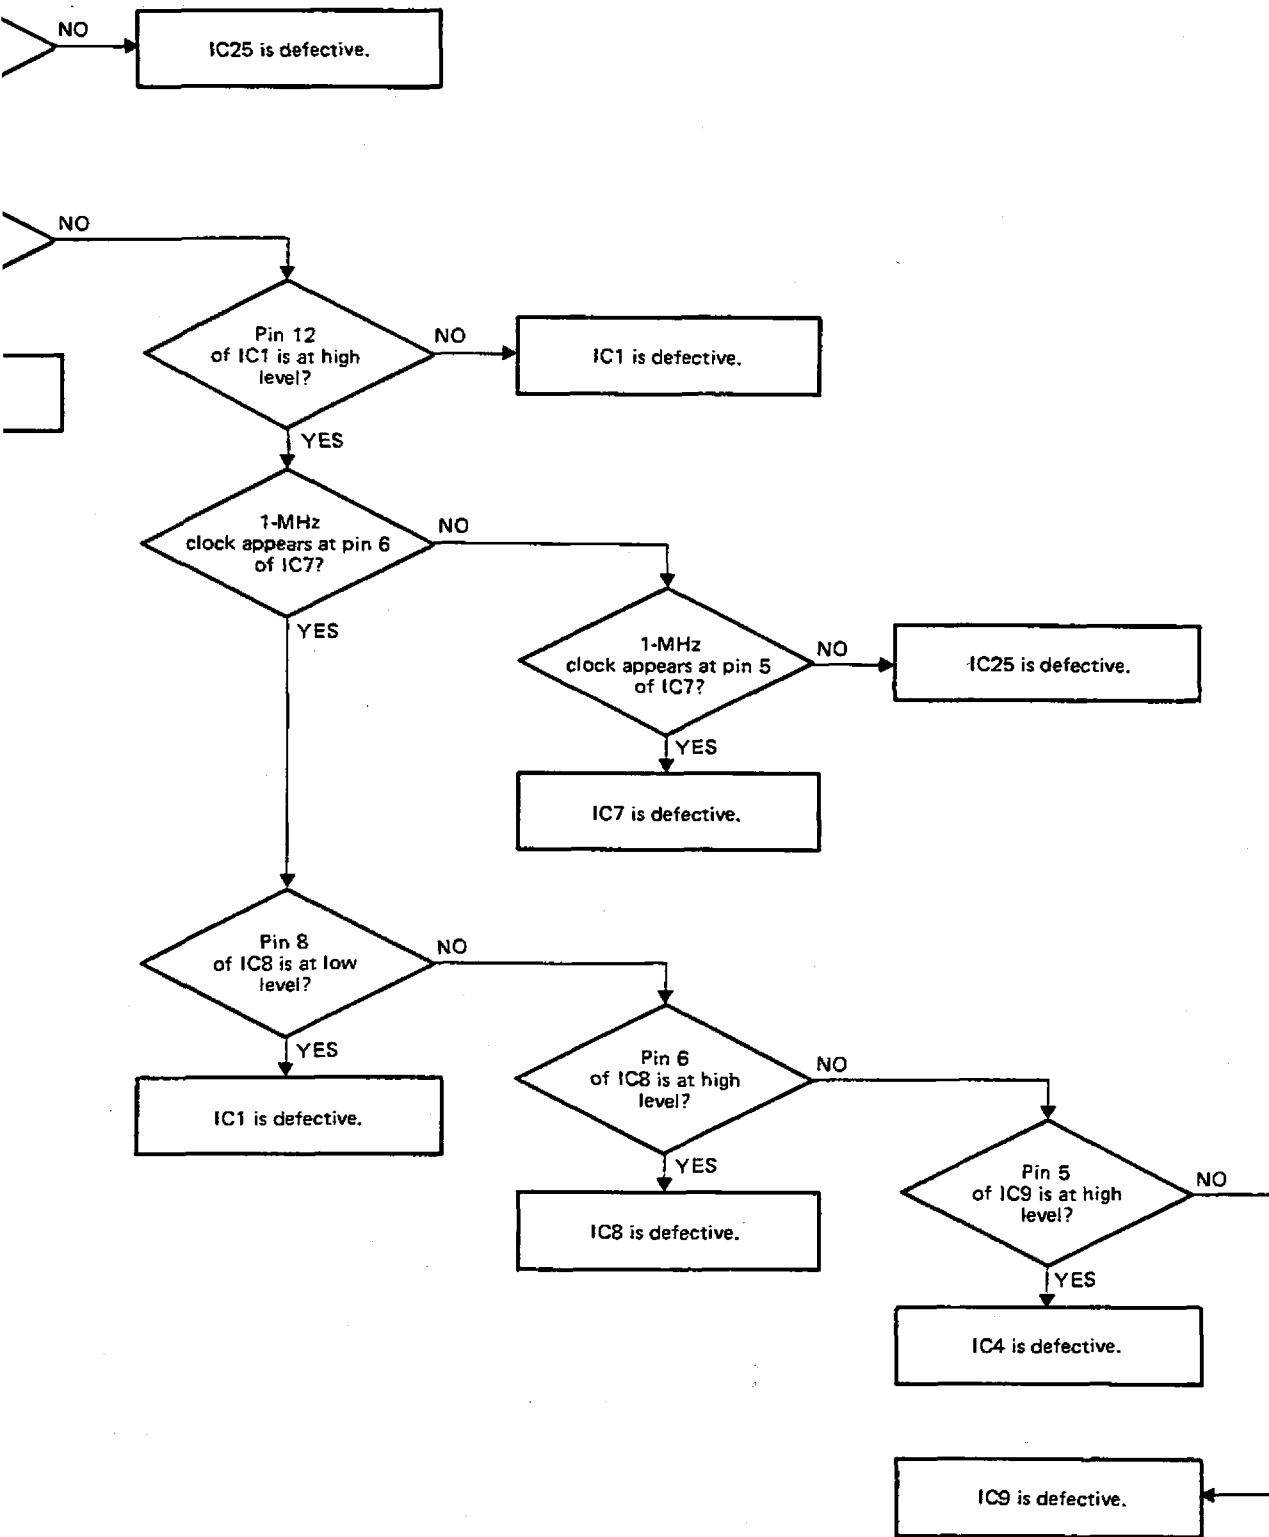 NO
IC25 is defective.
NO
Pin 12
of IC1 is at high
level?
NO
IC1 is defective.
YES
1-MHz
clock appears at pin 6
of IC7?
NO
YES
1-MHz
clock appears at pin 5
of IC7?
NO
IC25 is defective.
YES
IC7 is defective.
Pin 8
of IC8 is at low
level?
NO
YES
IC1 is defective.
Pin 6
of IC8 is at high
level?
NO
YES
IC8 is defective.
Pin 5
of IC9 is at high
level?
NO
YES
IC4 is defective.
IC9 is defective.